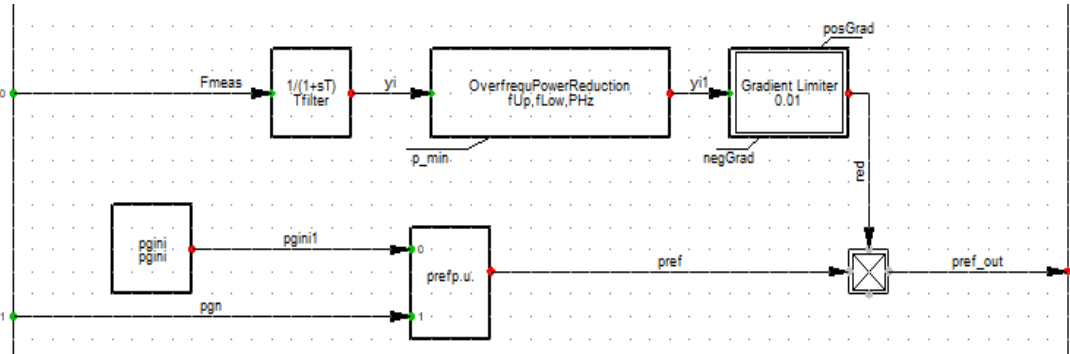 posGrad
Fmeas
1/(1+sT)
Tfilter
yi
OverfrequPowerReduction
fUp,fLow,PHz
yi1
Gradient Limiter
0.01
0
p_min
negGrad
red
pgini
pgini
pgini1
0
prefp.u.
pref
pref_out
pgn
1
1